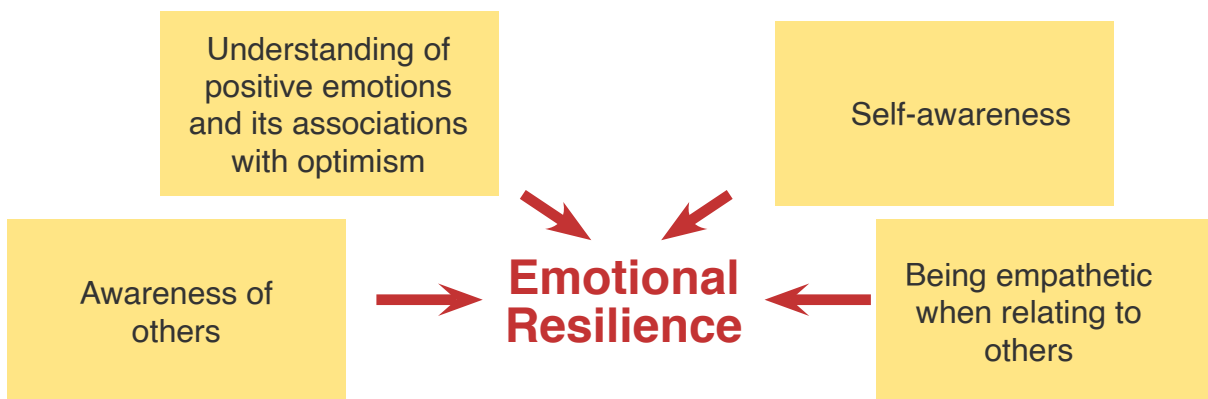 Understanding of
positive emotions
and its associations
with optimism
Self-awareness
Awareness of
others
Emotional
Resilience
Being empathetic
when relating to
others